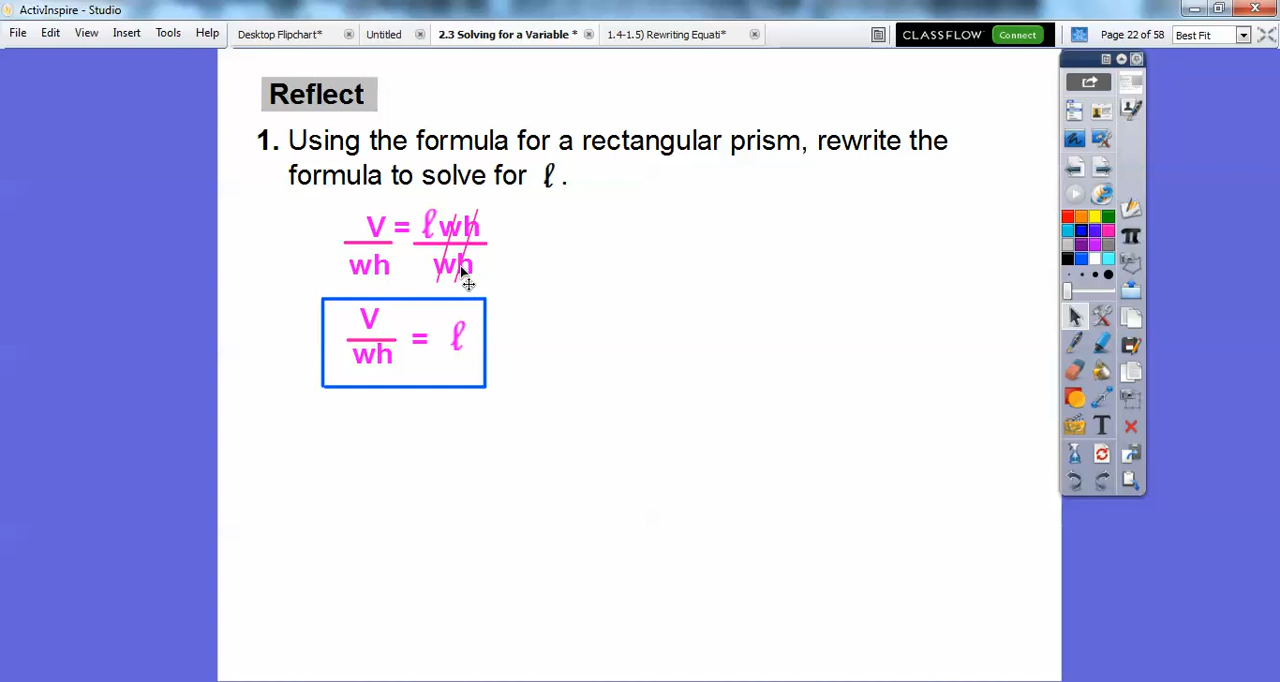 ActivInspire - Studio
File Edit View Insert Tools Help Desktop Flipchart* Untitled 2.3 Solving for a Variable * 1.4-1.5) Rewriting Equati* CLASSFLOW Connect Page 22 of 58 Best Fit
Reflect
1. Using the formula for a rectangular prism, rewrite the
formula to solve for ℓ .
V = ℓ wh
wh wh
V
wh = ℓ